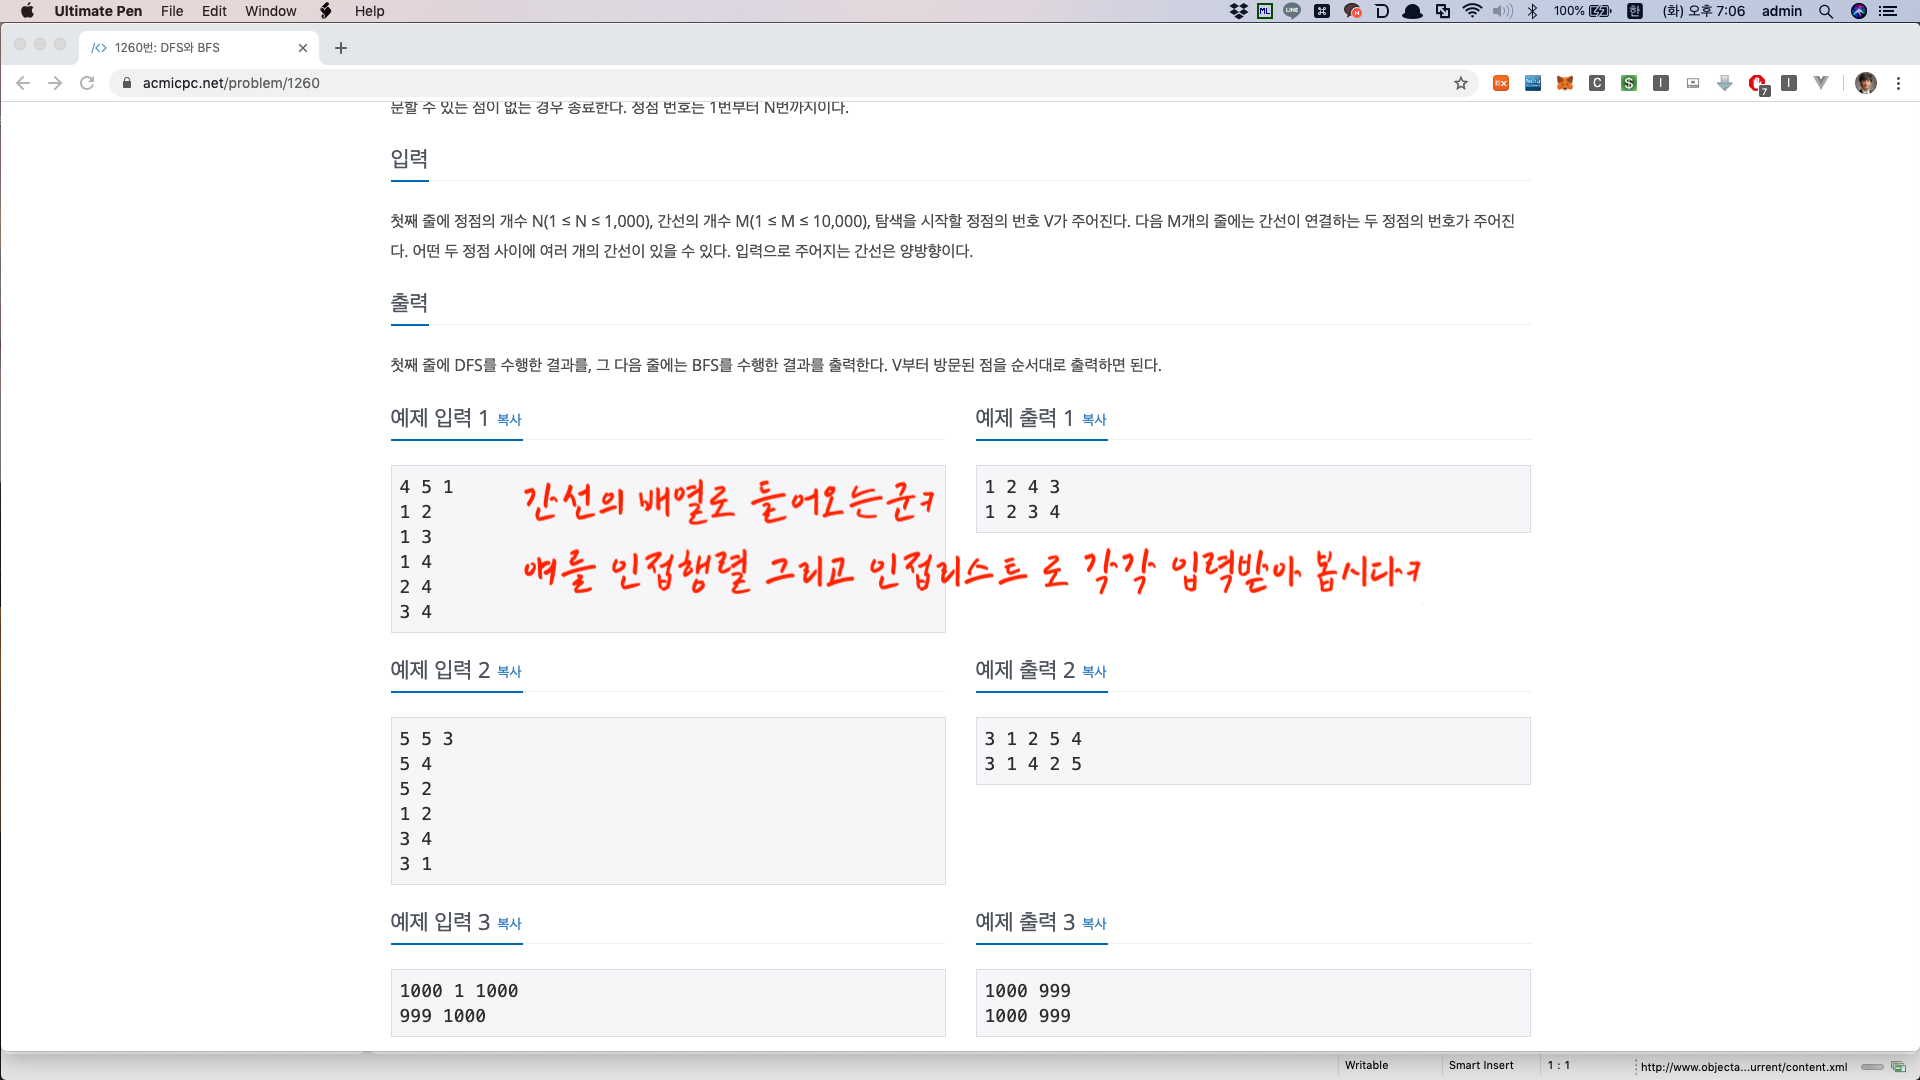 Ultimate Pen File Edit Window Help 100% 한 (화) 오후 7:06 admin
1260번: DFS와 BFS
acmicpc.net/problem/1260
문할 수 있는 점이 없는 경우 종료한다. 정점 번호는 1번부터 N번까지이다.
입력
첫째 줄에 정점의 개수 N(1 ≤ N ≤ 1,000), 간선의 개수 M(1 ≤ M ≤ 10,000), 탐색을 시작할 정점의 번호 V가 주어진다. 다음 M개의 줄에는 간선이 연결하는 두 정점의 번호가 주어진
다. 어떤 두 정점 사이에 여러 개의 간선이 있을 수 있다. 입력으로 주어지는 간선은 양방향이다.
출력
첫째 줄에 DFS를 수행한 결과를, 그 다음 줄에는 BFS를 수행한 결과를 출력한다. V부터 방문된 점을 순서대로 출력하면 된다.
예제 입력 1 복사
4 5 1
1 2
1 3
1 4
2 4
3 4
간선의 배열로 들어오는군ㅋ
얘를 인접행렬 그리고 인접리스트 로 각각 입력받아 봅시다ㅋ
예제 출력 1 복사
1 2 4 3
1 2 3 4
예제 입력 2 복사
5 5 3
5 4
5 2
1 2
3 4
3 1
예제 출력 2 복사
3 1 2 5 4
3 1 4 2 5
예제 입력 3 복사
1000 1 1000
999 1000
예제 출력 3 복사
1000 999
1000 999
Writable Smart Insert 1 : 1 http://www.objecta...urrent/content.xml